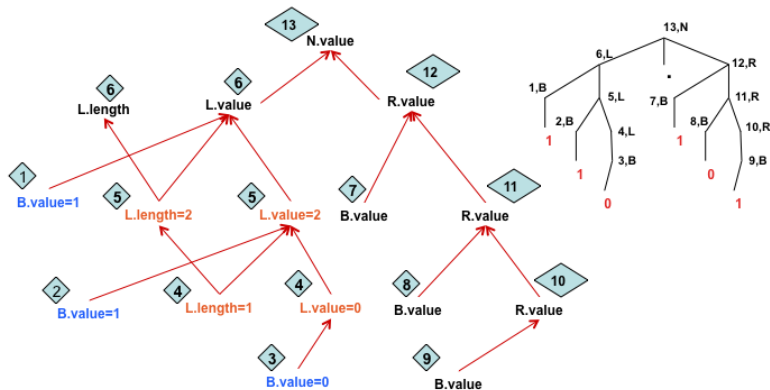 13
N.value
13,N
6
6
12
6,L
12,R
L.length
L.value
R.value
.
1,B
5,L
7,B
11,R
2,B
4,L
8,B
10,R
1
5
5
7
11
1
3,B
1
9,B
B.value=1
L.length=2
L.value=2
B.value
R.value
1
0
0
1
2
4
4
8
10
B.value=1
L.length=1
L.value=0
B.value
R.value
3
9
B.value=0
B.value